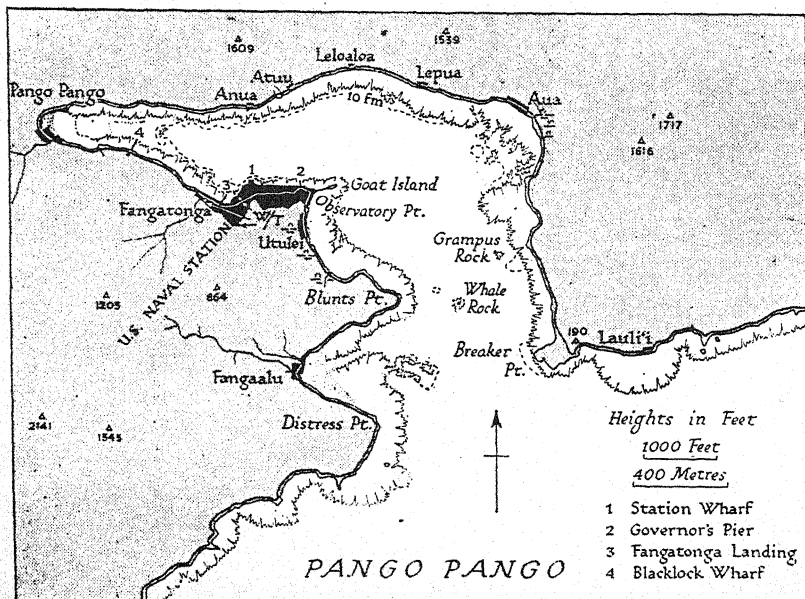 1609
1539
Leloaloa
Atuu
Lepua
Pango Pango
Anua
10 Fms
Aua
1717
1616
4
1
2
3
Goat Island
Fangatonga
W/T
Observatory Pt.
Utulei
U.S. NAVAL STATION
Grampus
Rock
1205
864
Blunts Pt.
Whale
Rock
190
Lauli'i
Breaker
Pt.
Fangaalu
2141
1545
Distress Pt.
Heights in Feet
1000 Feet
400 Metres
1 Station Wharf
2 Governor's Pier
3 Fangatonga Landing
4 Blacklock Wharf
PANGO PANGO